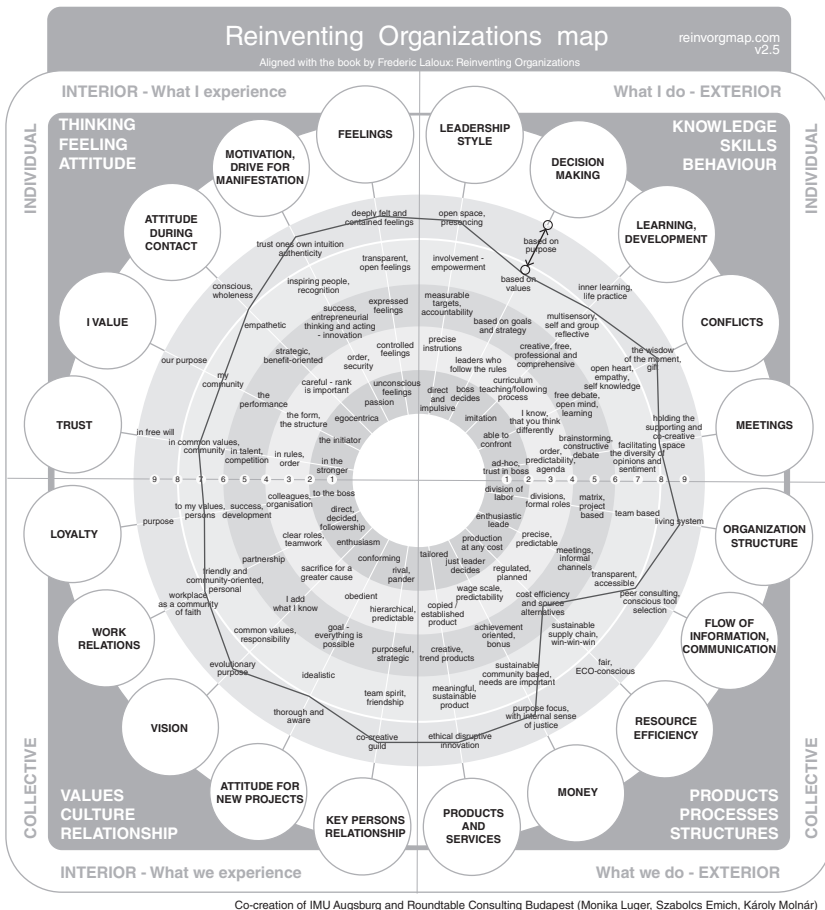 Reinventing Organizations map
reinvorgmap.com
v2.5
Aligned with the book by Frederic Laloux: Reinventing Organizations
INTERIOR - What I experience
What I do - EXTERIOR
INDIVIDUAL
INDIVIDUAL
THINKING
FEELING
ATTITUDE
KNOWLEDGE
SKILLS
BEHAVIOUR
FEELINGS
LEADERSHIP
STYLE
MOTIVATION,
DRIVE FOR
MANIFESTATION
DECISION
MAKING
ATTITUDE
DURING
CONTACT
LEARNING,
DEVELOPMENT
I VALUE
CONFLICTS
TRUST
MEETINGS
deeply felt and
contained feelings
open space,
presencing
trust ones own intuition
authenticity
based on
purpose
transparent,
open feelings
involvement -
empowerment
based on
values
conscious,
wholeness
inspiring people,
recognition
inner learning,
life practice
expressed
feelings
measurable
targets,
accountability
success,
entrepreneurial
thinking and acting
- innovation
based on goals
and strategy
multisensory,
self and group
reflective
empathetic
controlled
feelings
precise
instrutions
strategic,
benefit-oriented
order,
security
leaders who
follow the rules
creative, free,
professional and
comprehensive
the wisdow
of the moment,
gift
our purpose
my
community
careful - rank
is important
unconscious
feelings
passion
direct
and
impulsive
boss
decides
curriculum
teaching/following
process
open heart,
empathy,
self knowledge
the
performance
free debate,
open mind,
learning
the form,
the structure
egocentrica
imitation
I know,
that you think
differently
holding the
supporting and
co-creative
space
in free will
in common values,
community
in talent,
competition
in rules,
order
the initiator
in the
stronger
able to
confront
ad-hoc,
trust in boss
order,
predictability,
agenda
brainstorming,
constructive
debate
facilitating
the diversity of
opinions and
sentiment
9 8 7 6 5 4 3 2 1
1 2 3 4 5 6 7 8 9
purpose
to my values,
persons
success,
development
colleagues,
organisation
to the boss
division of
labor
divisions,
formal roles
matrix,
project
based
team based
living system
direct,
decided,
followership
enthusiastic
leade
clear roles,
teamwork
enthusiasm
production
at any cost
precise,
predictable
partnership
conforming
tailored
just leader
decides
meetings,
informal
channels
friendly and
community-oriented,
personal
sacrifice for a
greater cause
rival,
pander
regulated,
planned
transparent,
accessible
workplace
as a community
of faith
I add
what I know
obedient
wage scale,
predictability
cost efficiency
and source
alternatives
peer consulting,
conscious tool
selection
hierarchical,
predictable
copied /
established
product
common values,
responsibility
goal -
everything is
possible
achievement
oriented,
bonus
sustainable
supply chain,
win-win-win
evolutionary
purpose
idealistic
purposeful,
strategic
creative,
trend products
sustainable
community based,
needs are important
fair,
ECO-conscious
team spirit,
friendship
meaningful,
sustainable
product
thorough and
aware
purpose focus,
with internal sense
of justice
co-creative
guild
ethical disruptive
innovation
LOYALTY
ORGANIZATION
STRUCTURE
WORK
RELATIONS
FLOW OF
INFORMATION,
COMMUNICATION
VISION
RESOURCE
EFFICIENCY
ATTITUDE FOR
NEW PROJECTS
MONEY
KEY PERSONS
RELATIONSHIP
PRODUCTS
AND
SERVICES
COLLECTIVE
COLLECTIVE
VALUES
CULTURE
RELATIONSHIP
PRODUCTS
PROCESSES
STRUCTURES
INTERIOR - What we experience
What we do - EXTERIOR
Co-creation of IMU Augsburg and Roundtable Consulting Budapest (Monika Luger, Szabolcs Emich, Károly Molnár)